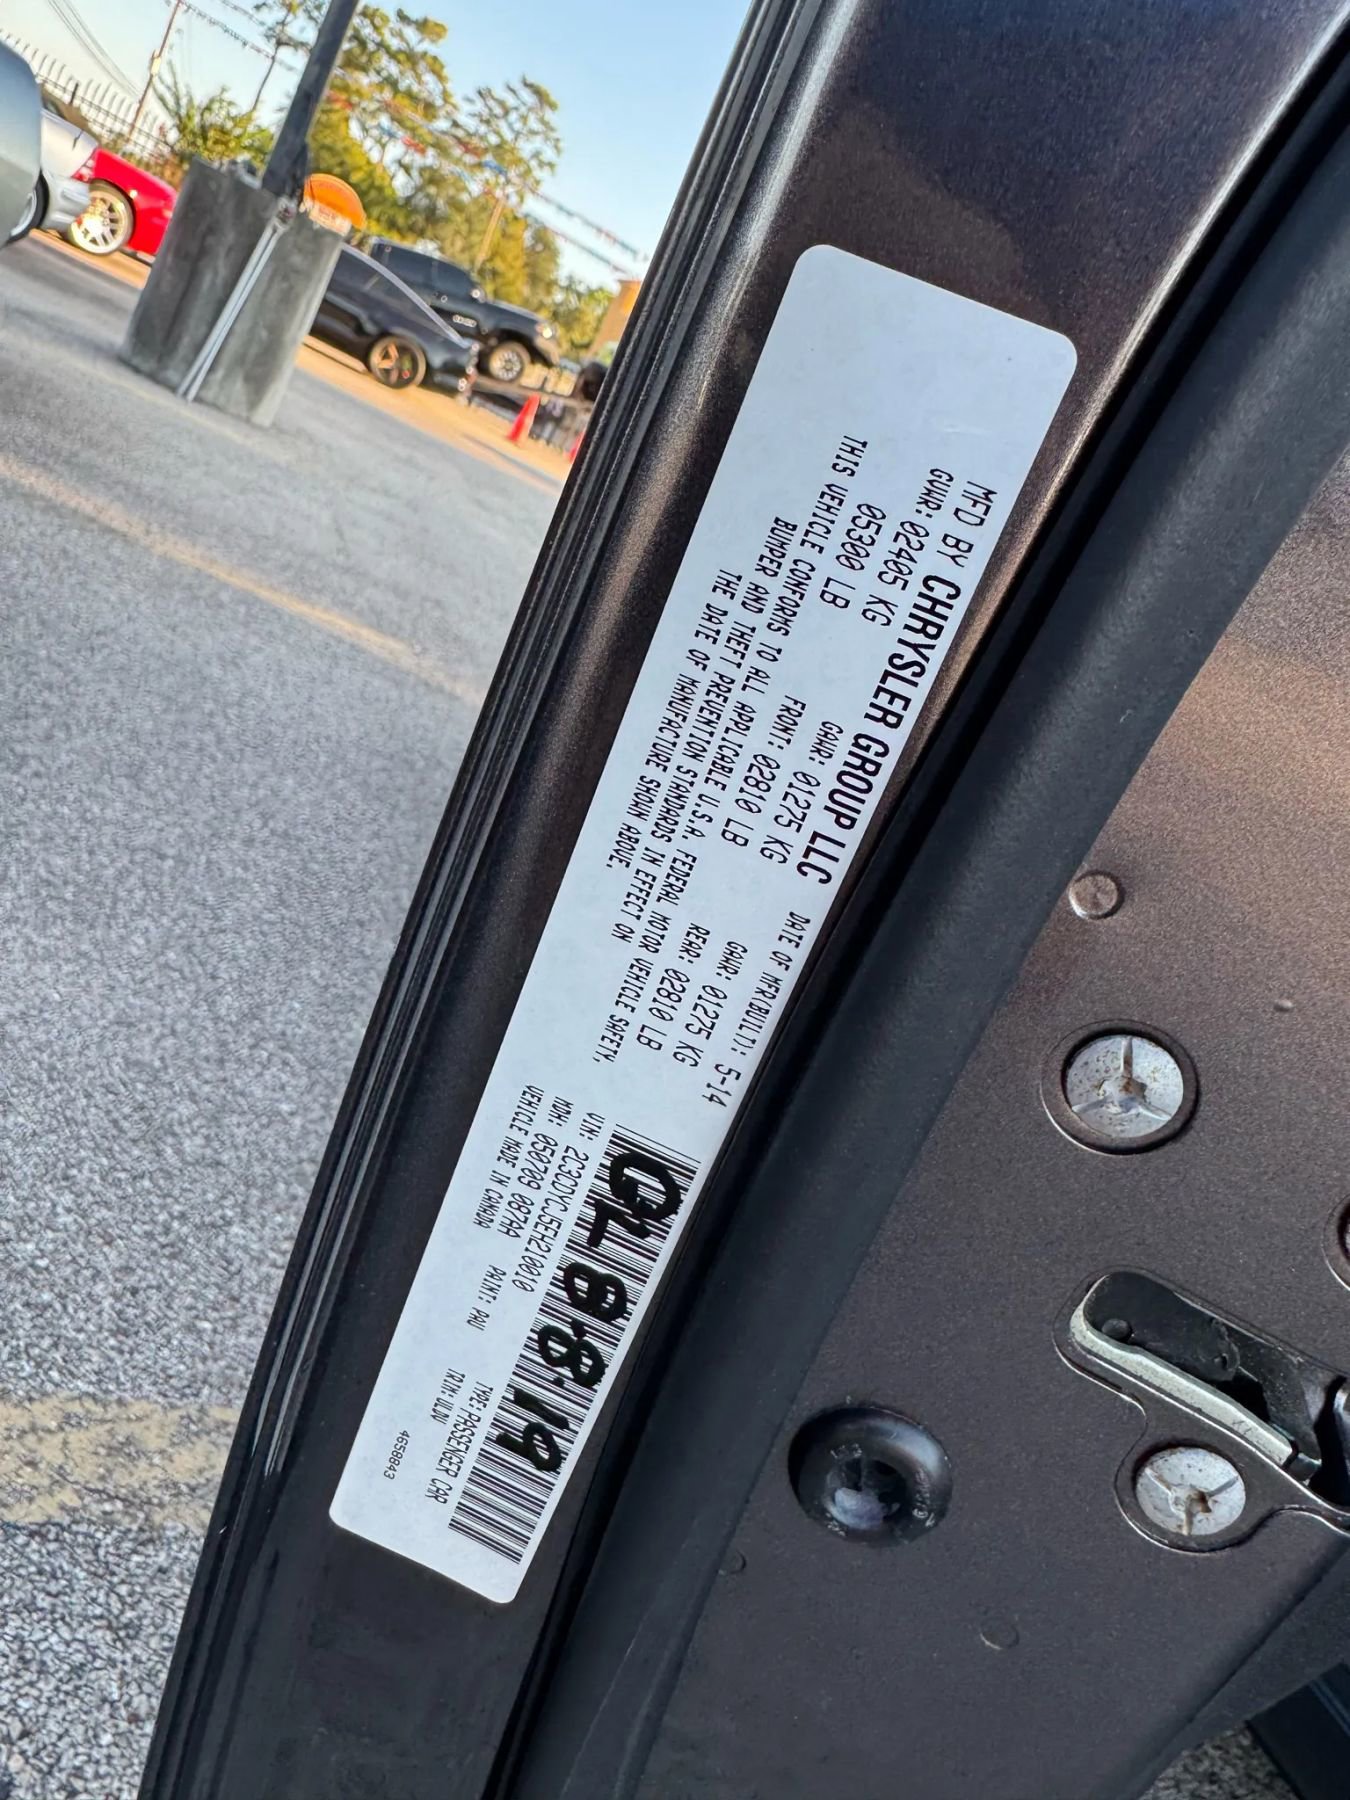 MFD BY CHRYSLER GROUP LLC DATE OF MFR(BUILT): 5-14
GVWR: 02405 KG GAWR: 01275 KG GAWR: 01275 KG
05300 LB FRONT: 02810 LB REAR: 02810 LB
THIS VEHICLE CONFORMS TO ALL APPLICABLE U.S.A. FEDERAL MOTOR VEHICLE SAFETY,
BUMPER AND THEFT PREVENTION STANDARDS IN EFFECT ON
THE DATE OF MANUFACTURE SHOWN ABOVE.
GL 8-8-19
VIN: 2C3CDYCJ5EH210010 TYPE: PASSENGER CAR
MDH: 050709 087AA PAINT: PAU TRIM: ULDV
VEHICLE MADE IN CANADA
4658843